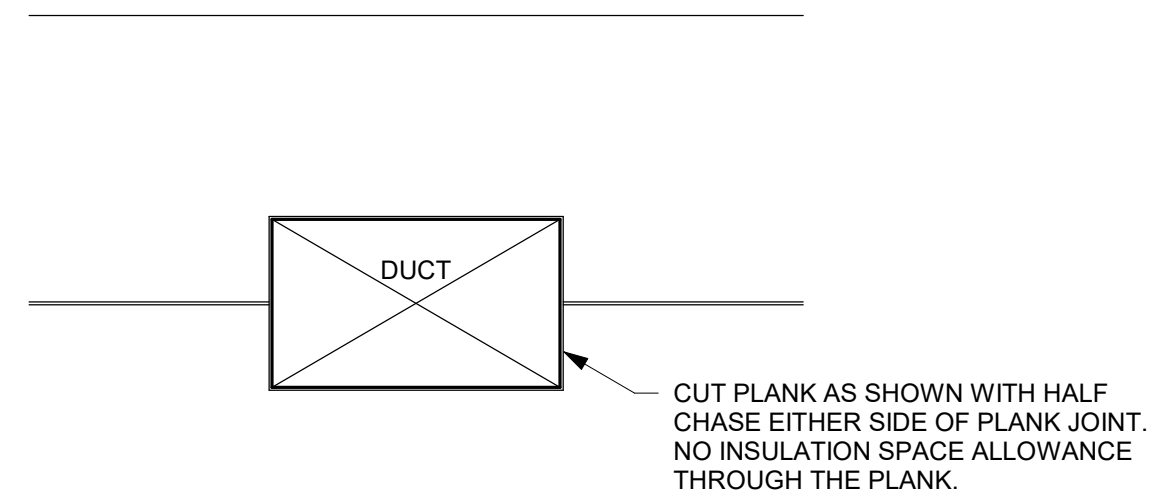 DUCT
CUT PLANK AS SHOWN WITH HALF
CHASE EITHER SIDE OF PLANK JOINT.
NO INSULATION SPACE ALLOWANCE
THROUGH THE PLANK.